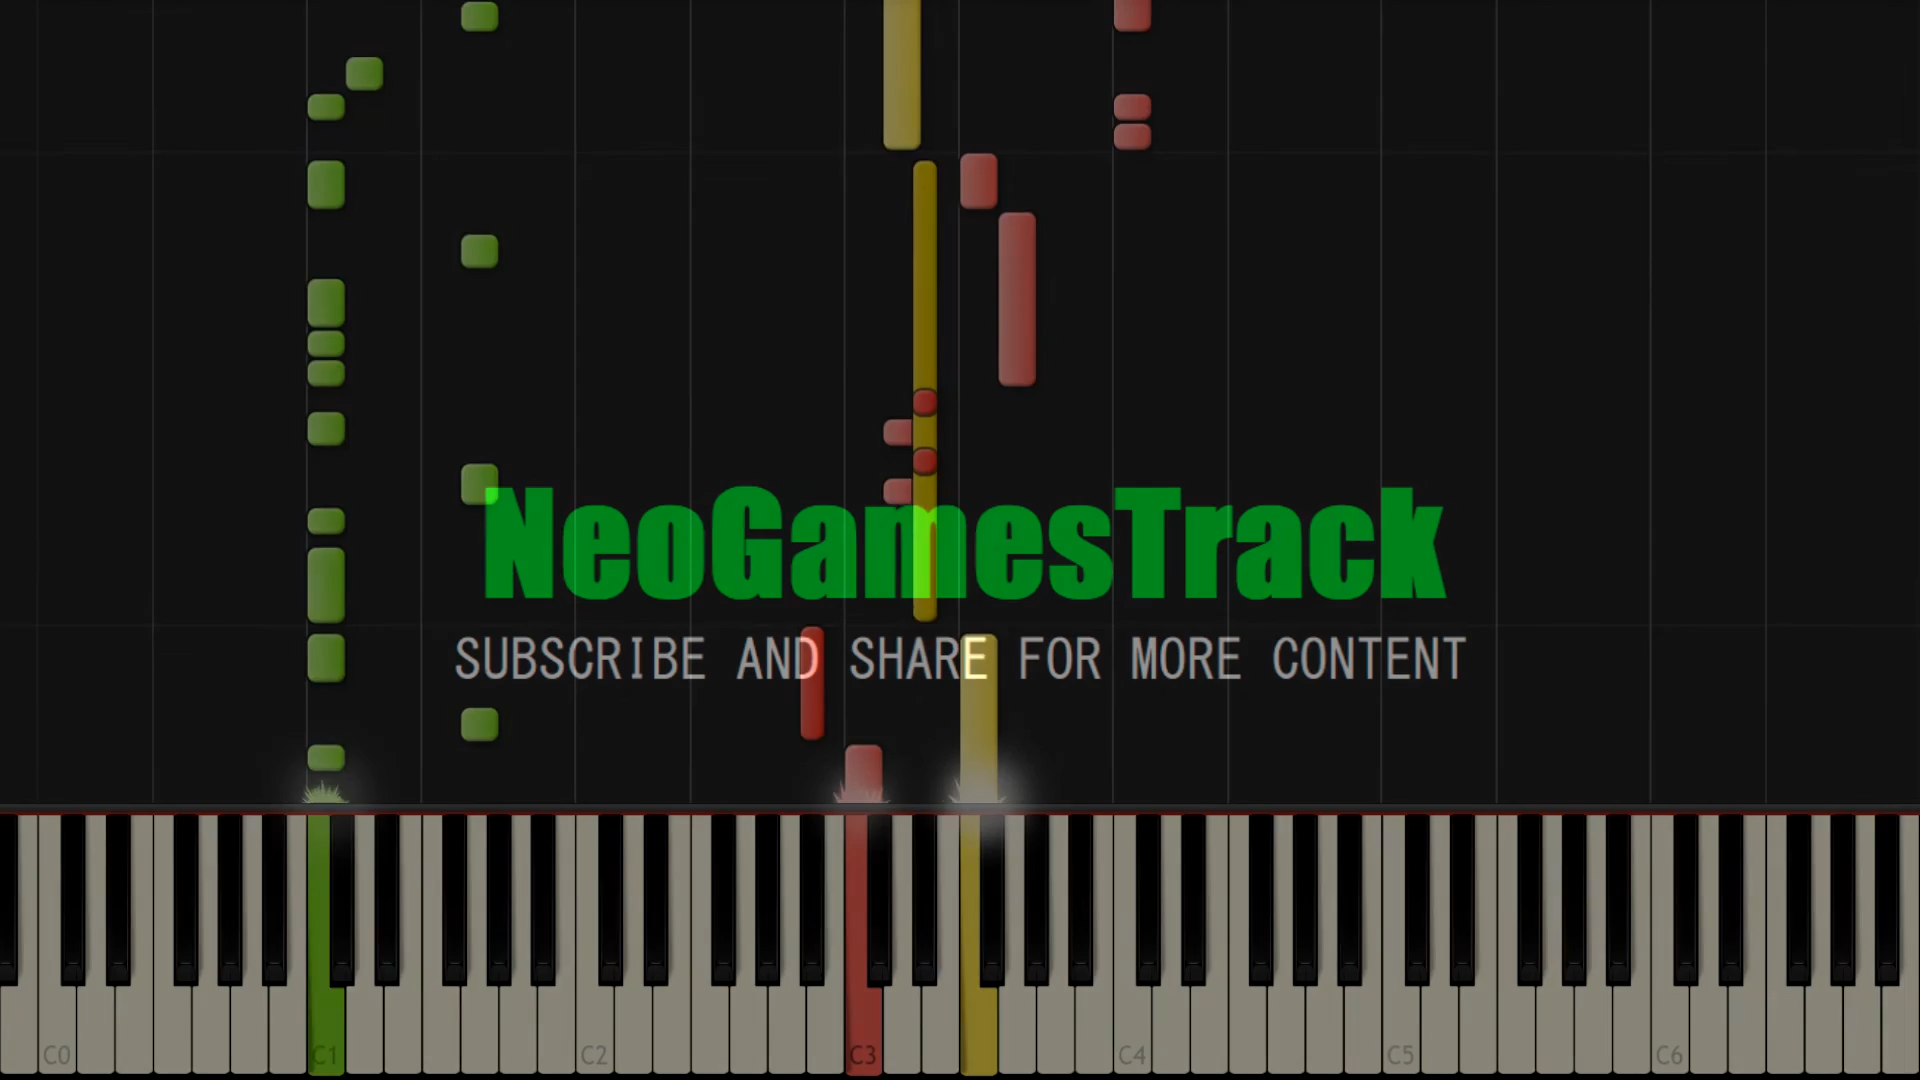 NeoGamesTrack
SUBSCRIBE AND SHARE FOR MORE CONTENT
C0 C1 C2 C3 C4 C5 C6